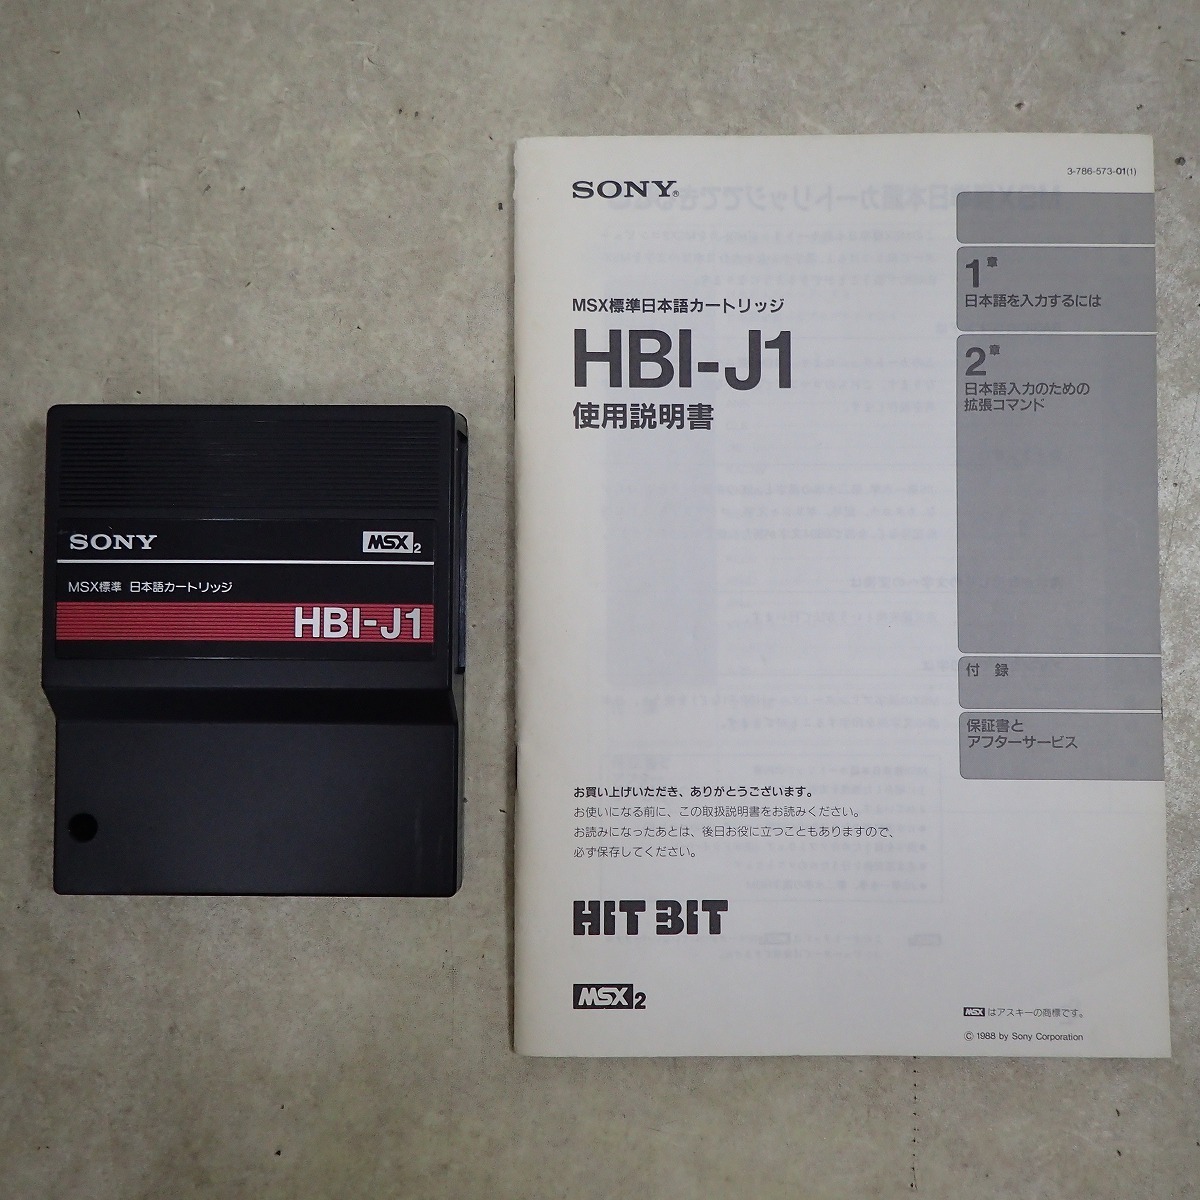 SONY
MSX2
MSX標準 日本語カートリッジ
HBI-J1
SONY®
3-786-573-01(1)
MSX標準日本語カートリッジ
HBI-J1
使用説明書
1章
日本語を入力するには
2章
日本語入力のための
拡張コマンド
付 録
保証書と
アフターサービス
お買い上げいただき、ありがとうございます。
お使いになる前に、この取扱説明書をお読みください。
お読みになったあとは、後日お役に立つこともありますので、
必ず保存してください。
HIT BIT
MSX2
MSX はアスキーの商標です。
© 1988 by Sony Corporation